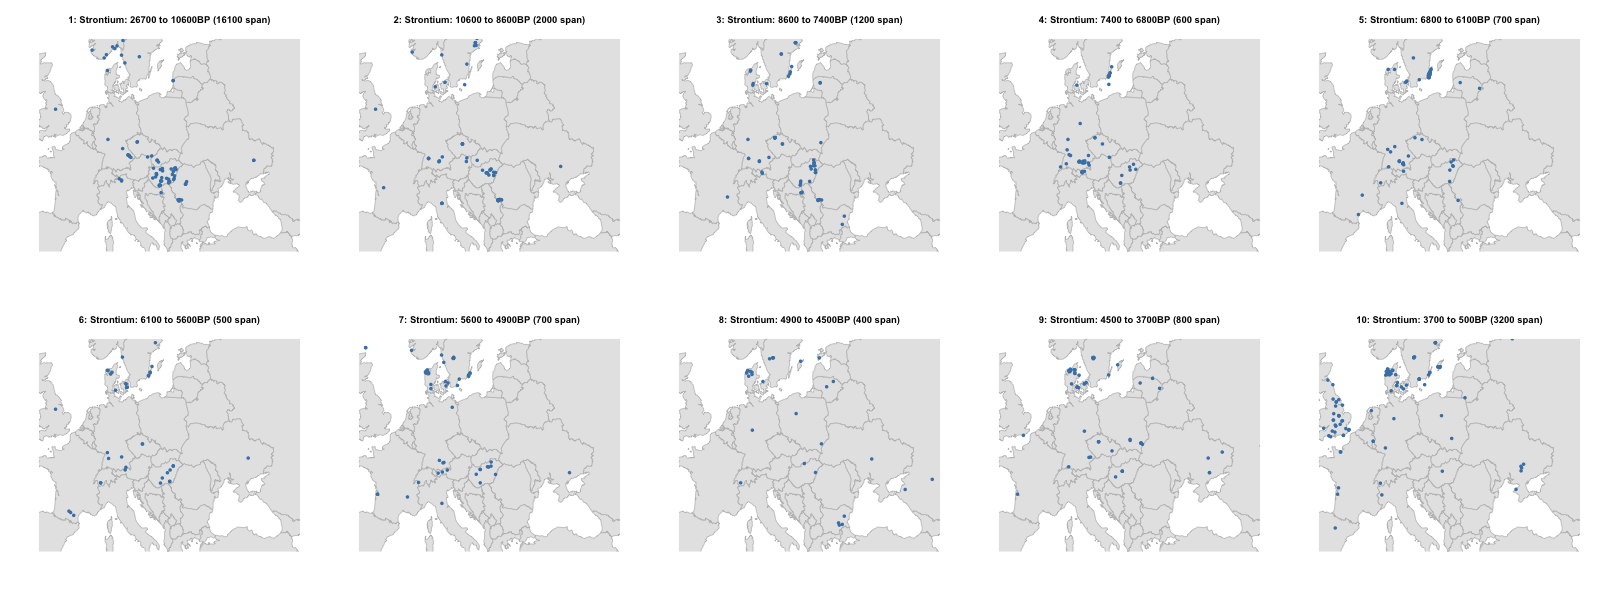 1: Strontium: 26700 to 10600BP (16100 span)
2: Strontium: 10600 to 8600BP (2000 span)
3: Strontium: 8600 to 7400BP (1200 span)
4: Strontium: 7400 to 6800BP (600 span)
5: Strontium: 6800 to 6100BP (700 span)
6: Strontium: 6100 to 5600BP (500 span)
7: Strontium: 5600 to 4900BP (700 span)
8: Strontium: 4900 to 4500BP (400 span)
9: Strontium: 4500 to 3700BP (800 span)
10: Strontium: 3700 to 500BP (3200 span)